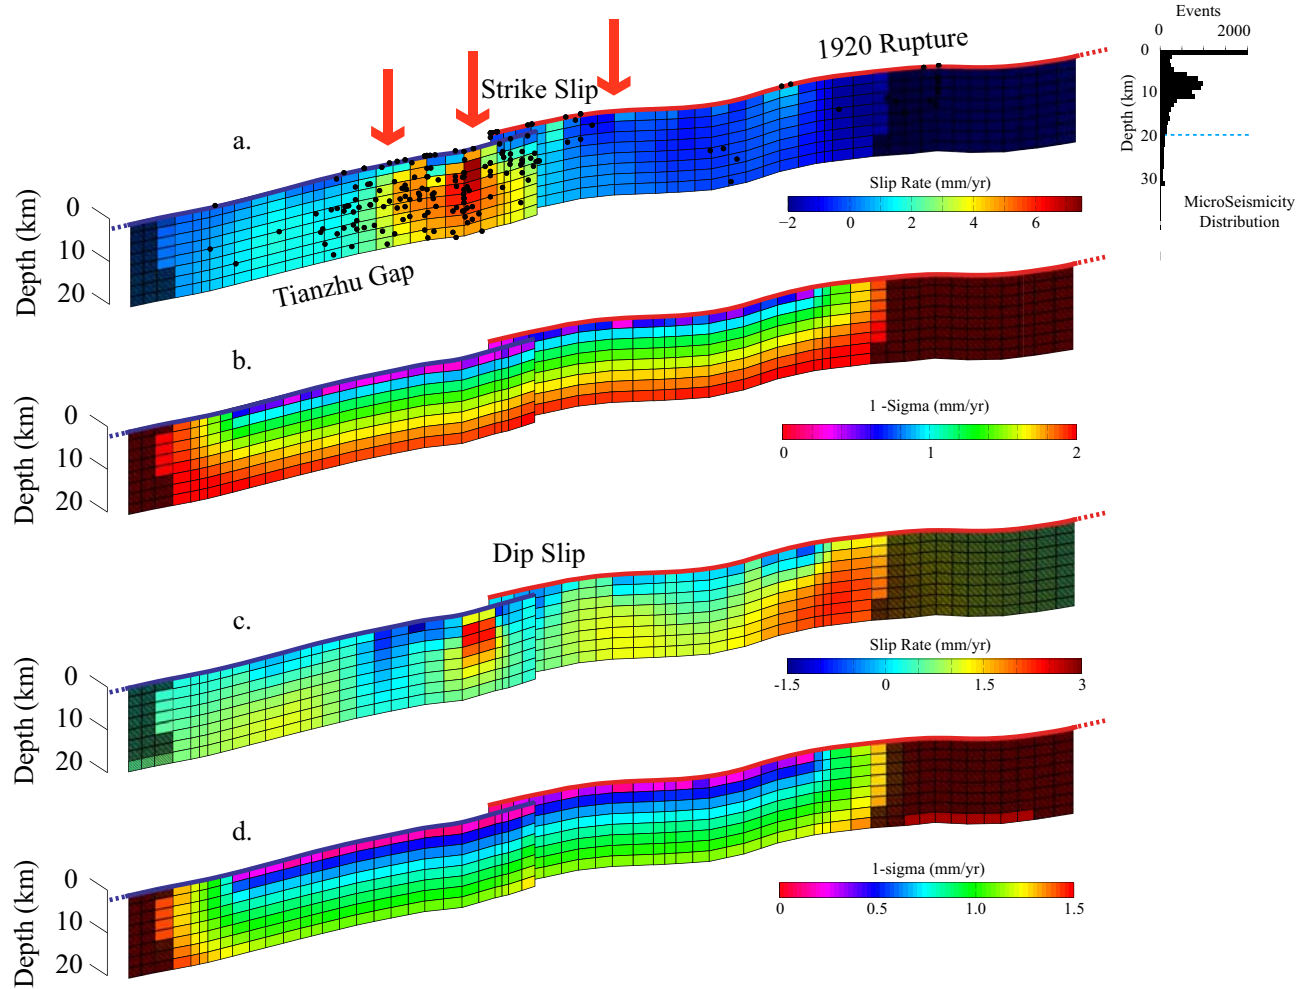 Events
0 2000
1920 Rupture
Strike Slip
0
10
20
30
Depth (km)
a.
Slip Rate (mm/yr)
−2 0 2 4 6
MicroSeismicity
Distribution
0
10
20
Depth (km)
Tianzhu Gap
b.
0
10
20
Depth (km)
1 -Sigma (mm/yr)
0 1 2
Dip Slip
c.
0
10
20
Depth (km)
Slip Rate (mm/yr)
-1.5 0 1.5 3
d.
0
10
20
Depth (km)
1-sigma (mm/yr)
0 0.5 1.0 1.5